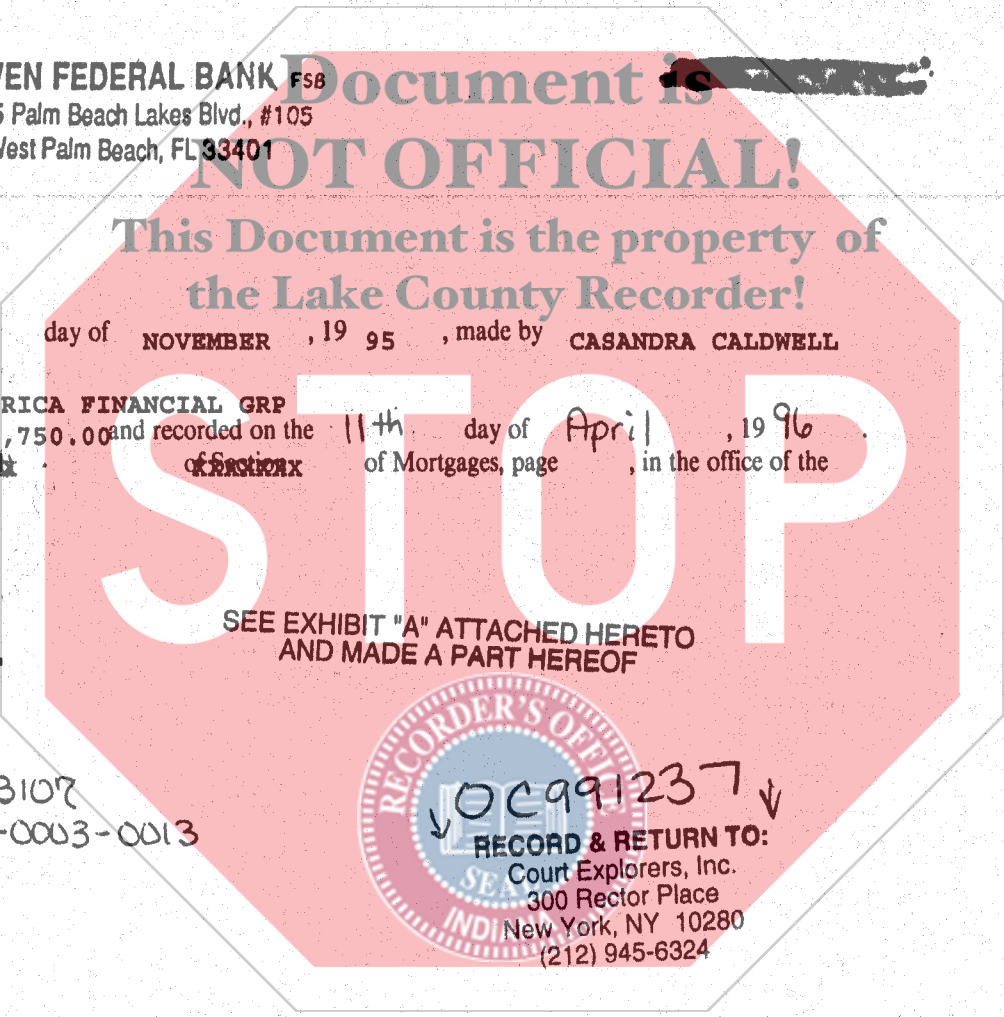 EN FEDERAL BANK FSB
5 Palm Beach Lakes Blvd., #105
West Palm Beach, FL 33401
Document is
NOT OFFICIAL!
This Document is the property of
the Lake County Recorder!
day of NOVEMBER , 19 95 , made by CASANDRA CALDWELL
RICA FINANCIAL GRP
,750.00 and recorded on the 11th day of April , 19 96 .
of Section of Mortgages, page , in the office of the
STOP
SEE EXHIBIT "A" ATTACHED HERETO
AND MADE A PART HEREOF
3107
-0003-0013
RECORDER'S OFFICE
SEAL
INDIANA
OC991237
RECORD & RETURN TO:
Court Explorers, Inc.
300 Rector Place
New York, NY 10280
(212) 945-6324